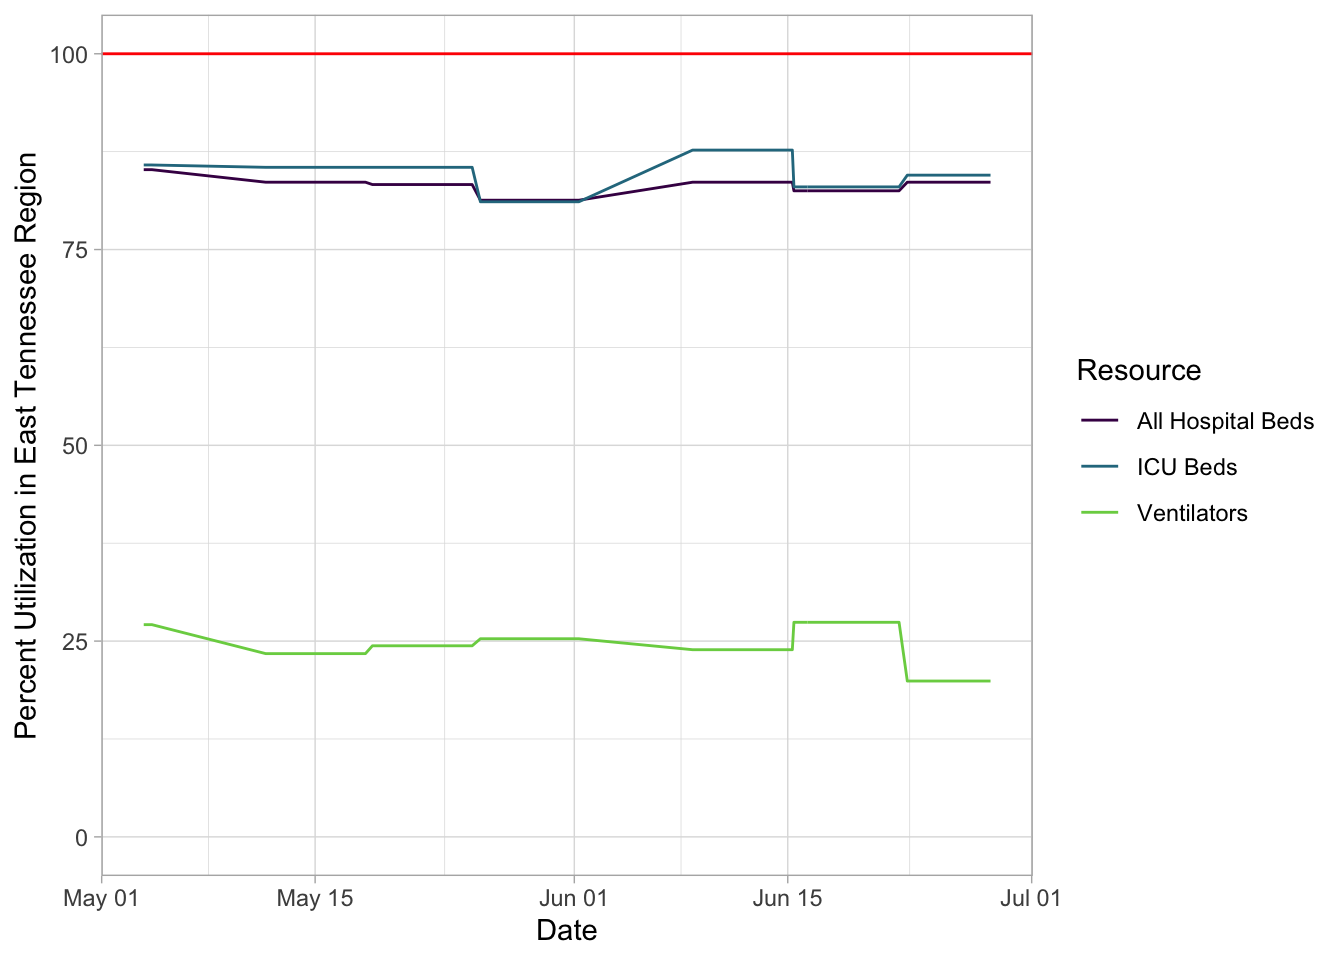 Percent Utilization in East Tennessee Region
100
75
50
25
0
May 01
May 15
Jun 01
Jun 15
Jul 01
Date
Resource
All Hospital Beds
ICU Beds
Ventilators